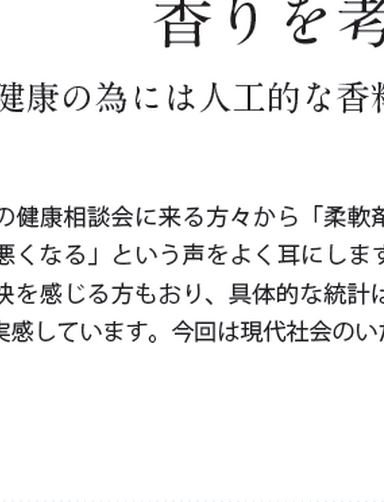 香りを考
健康の為には人工的な香料
の健康相談会に来る方々から「柔軟剤
悪くなる」という声をよく耳にします
快を感じる方もおり、具体的な統計は
実感しています。今回は現代社会のいた